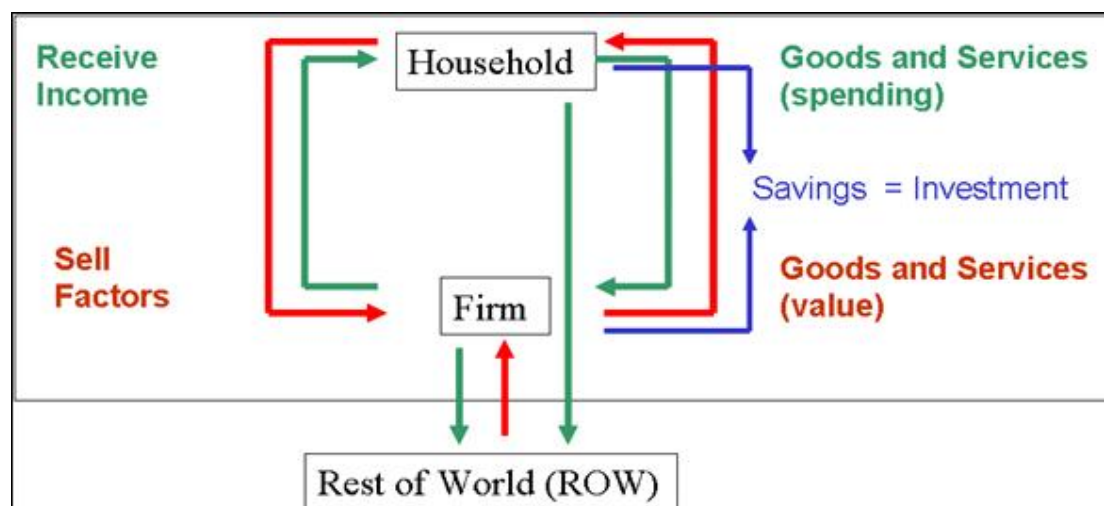 Receive
Income
Household
Goods and Services
(spending)
Savings = Investment
Sell
Factors
Firm
Goods and Services
(value)
Rest of World (ROW)